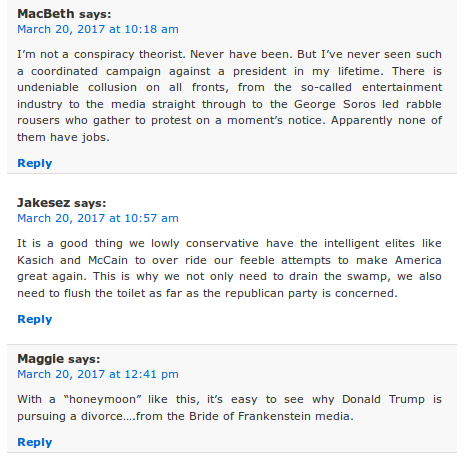 MacBeth says:
March 20, 2017 at 10:18 am
I’m not a conspiracy theorist. Never have been. But I’ve never seen such
a coordinated campaign against a president in my lifetime. There is
undeniable collusion on all fronts, from the so-called entertainment
industry to the media straight through to the George Soros led rabble
rousers who gather to protest on a moment’s notice. Apparently none of
them have jobs.
Reply
Jakesez says:
March 20, 2017 at 10:57 am
It is a good thing we lowly conservative have the intelligent elites like
Kasich and McCain to over ride our feeble attempts to make America
great again. This is why we not only need to drain the swamp, we also
need to flush the toilet as far as the republican party is concerned.
Reply
Maggie says:
March 20, 2017 at 12:41 pm
With a “honeymoon” like this, it’s easy to see why Donald Trump is
pursuing a divorce….from the Bride of Frankenstein media.
Reply